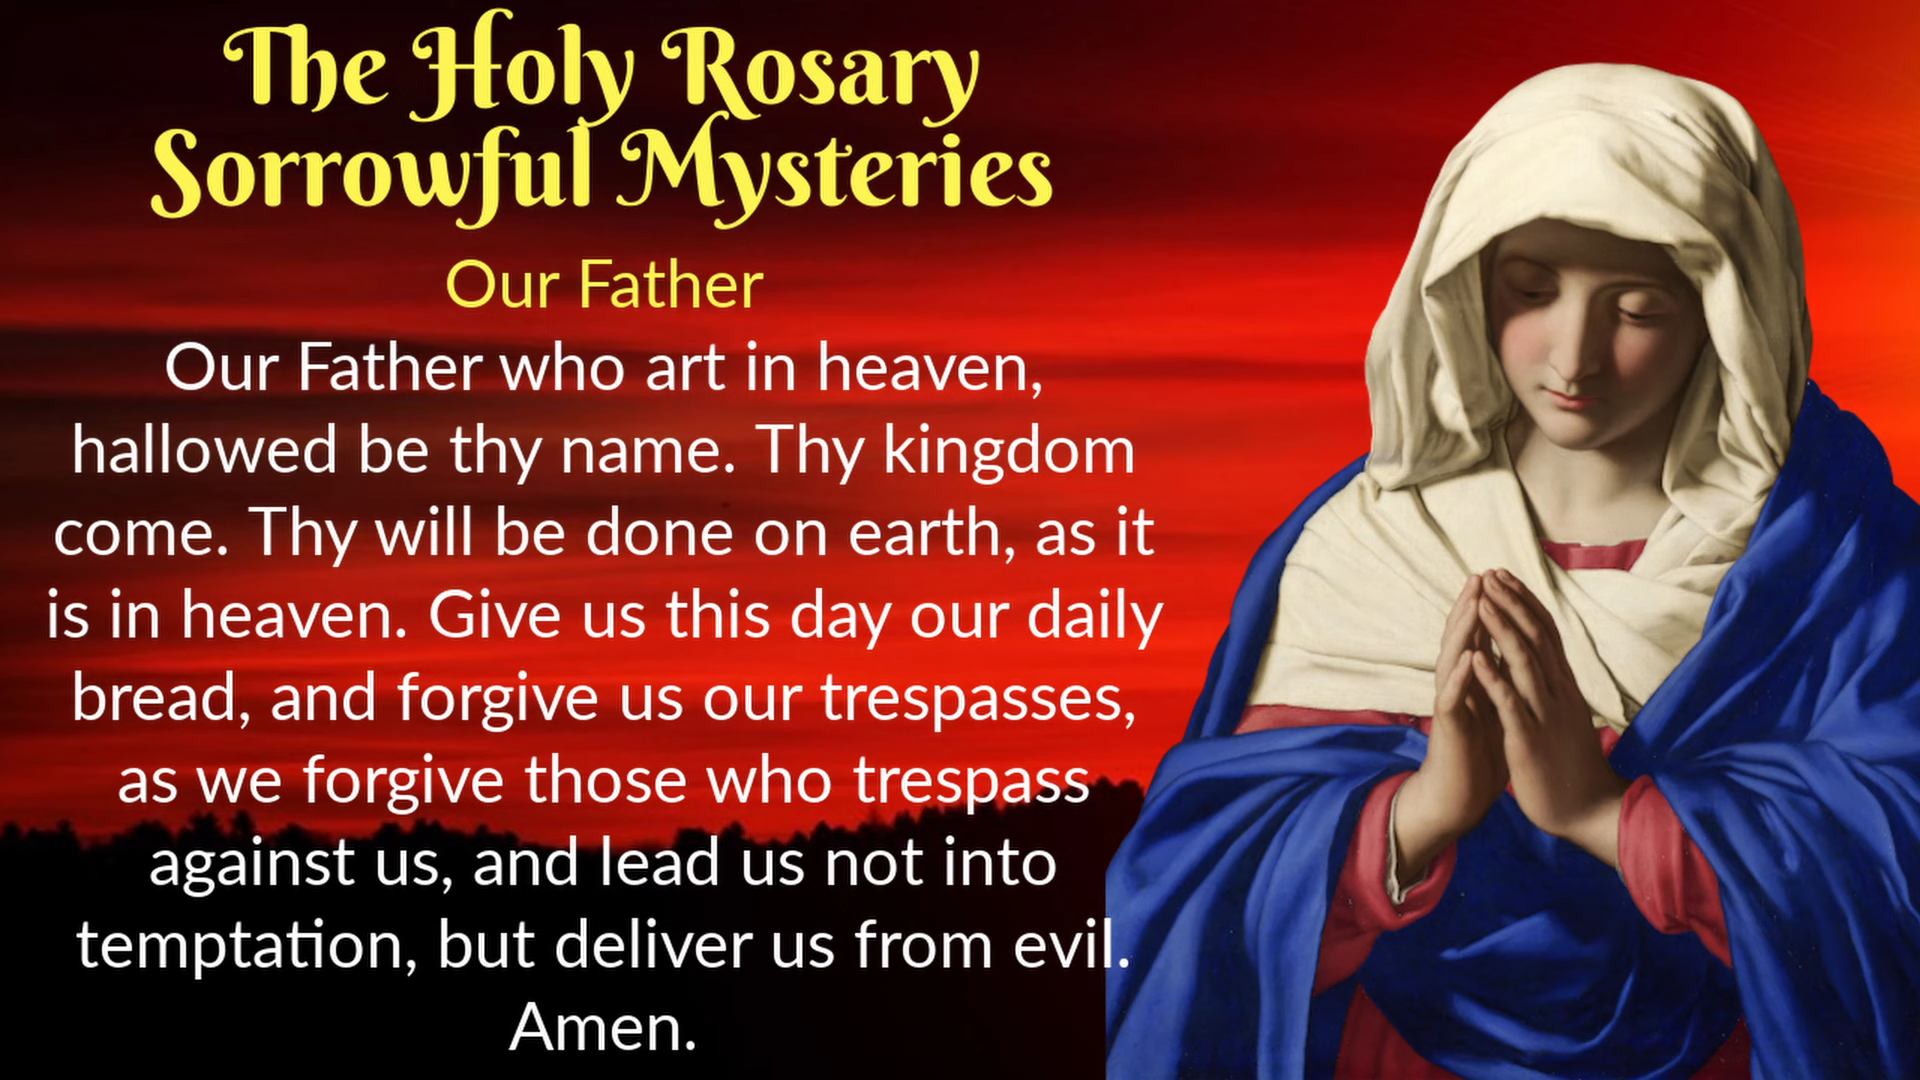 The Holy Rosary
Sorrowful Mysteries
Our Father
Our Father who art in heaven,
hallowed be thy name. Thy kingdom
come. Thy will be done on earth, as it
is in heaven. Give us this day our daily
bread, and forgive us our trespasses,
as we forgive those who trespass
against us, and lead us not into
temptation, but deliver us from evil.
Amen.